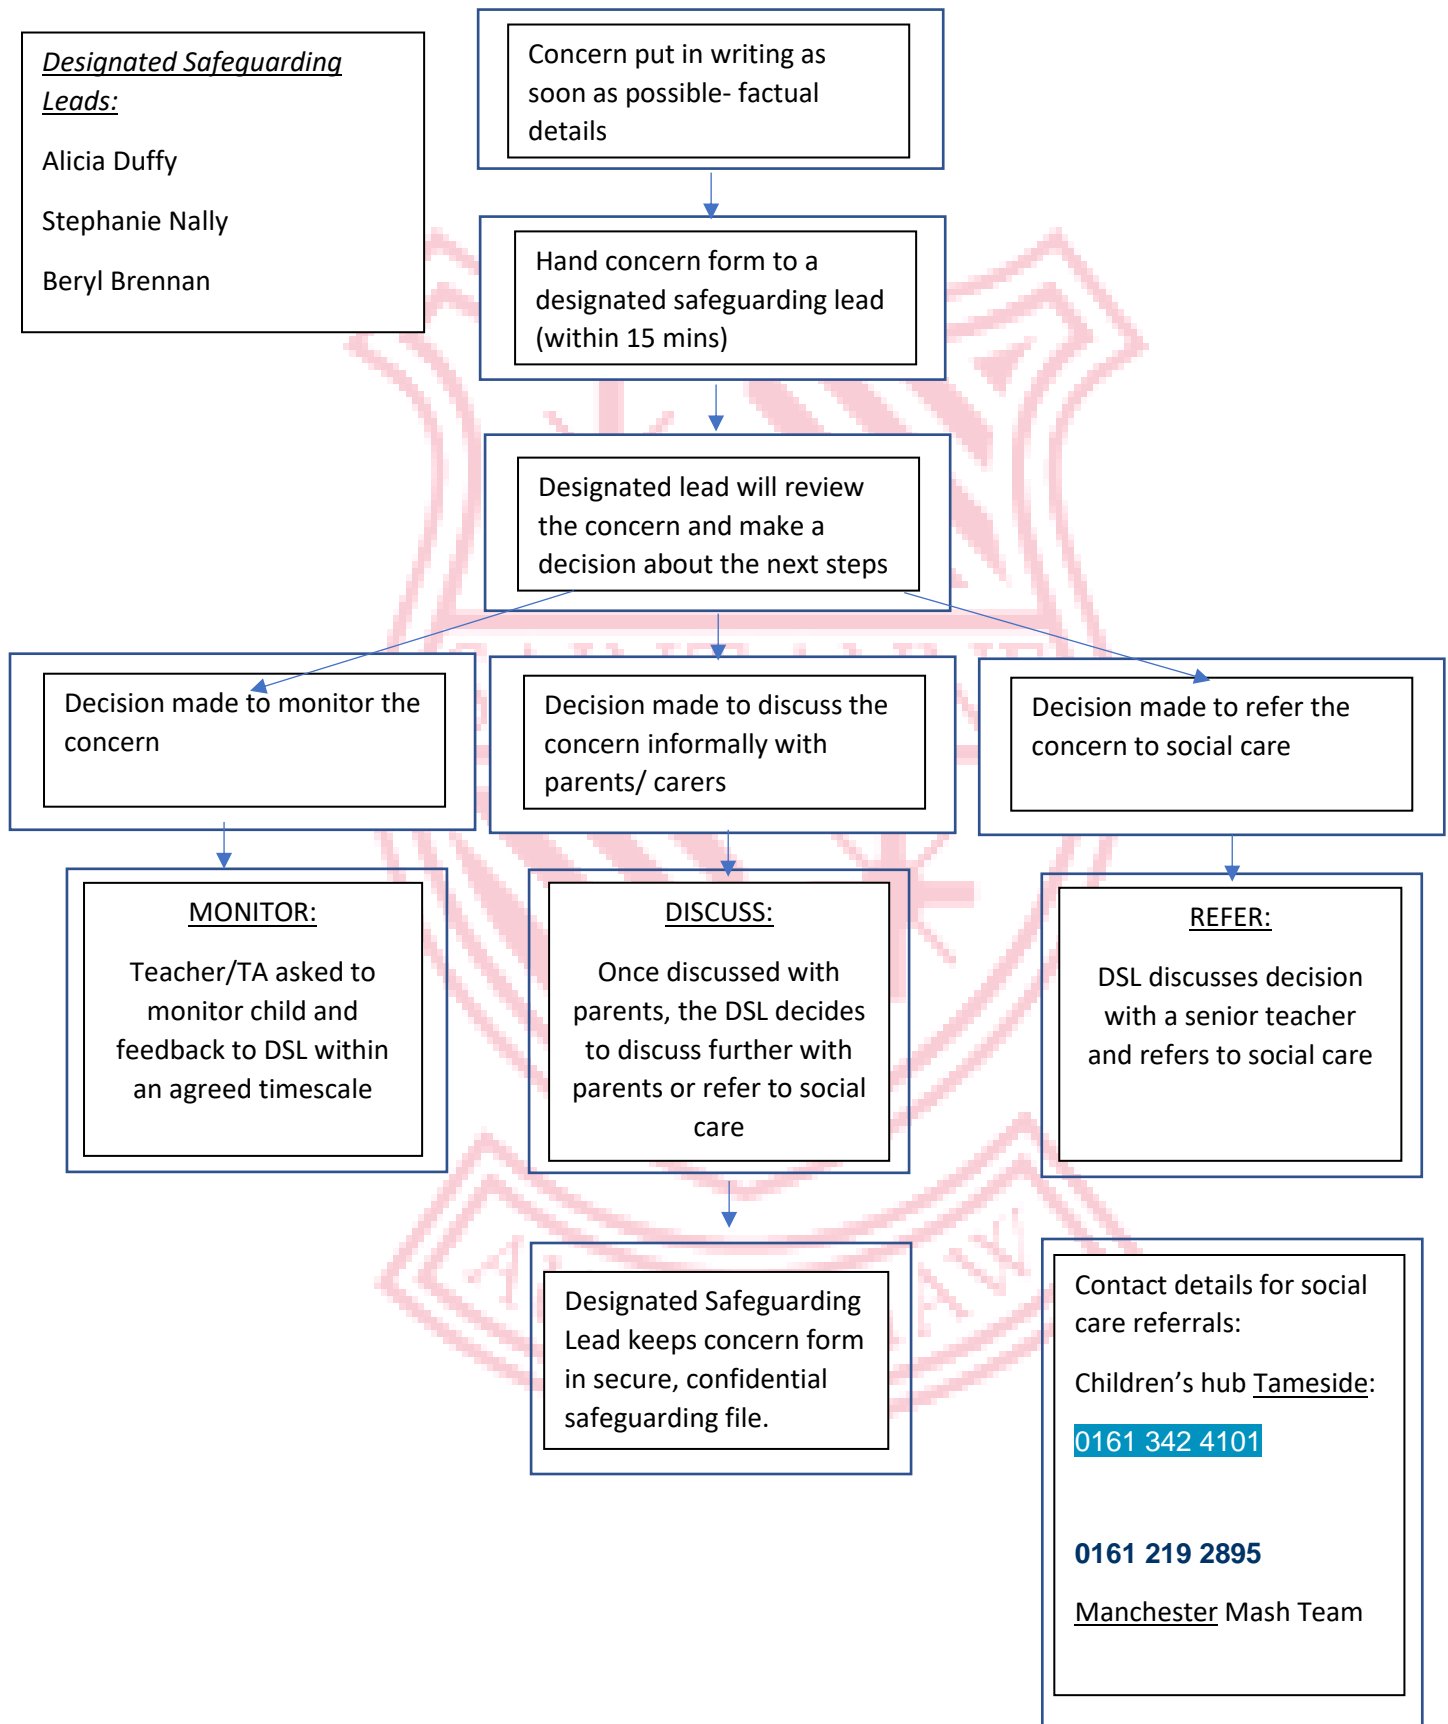 Designated Safeguarding
Leads:
Alicia Duffy
Stephanie Nally
Beryl Brennan
Concern put in writing as
soon as possible- factual
details
Hand concern form to a
designated safeguarding lead
(within 15 mins)
Designated lead will review
the concern and make a
decision about the next steps
Decision made to monitor the
concern
Decision made to discuss the
concern informally with
parents/ carers
Decision made to refer the
concern to social care
MONITOR:
Teacher/TA asked to
monitor child and
feedback to DSL within
an agreed timescale
DISCUSS:
Once discussed with
parents, the DSL decides
to discuss further with
parents or refer to social
care
REFER:
DSL discusses decision
with a senior teacher
and refers to social care
Designated Safeguarding
Lead keeps concern form
in secure, confidential
safeguarding file.
Contact details for social
care referrals:
Children’s hub Tameside:
0161 342 4101
0161 219 2895
Manchester Mash Team